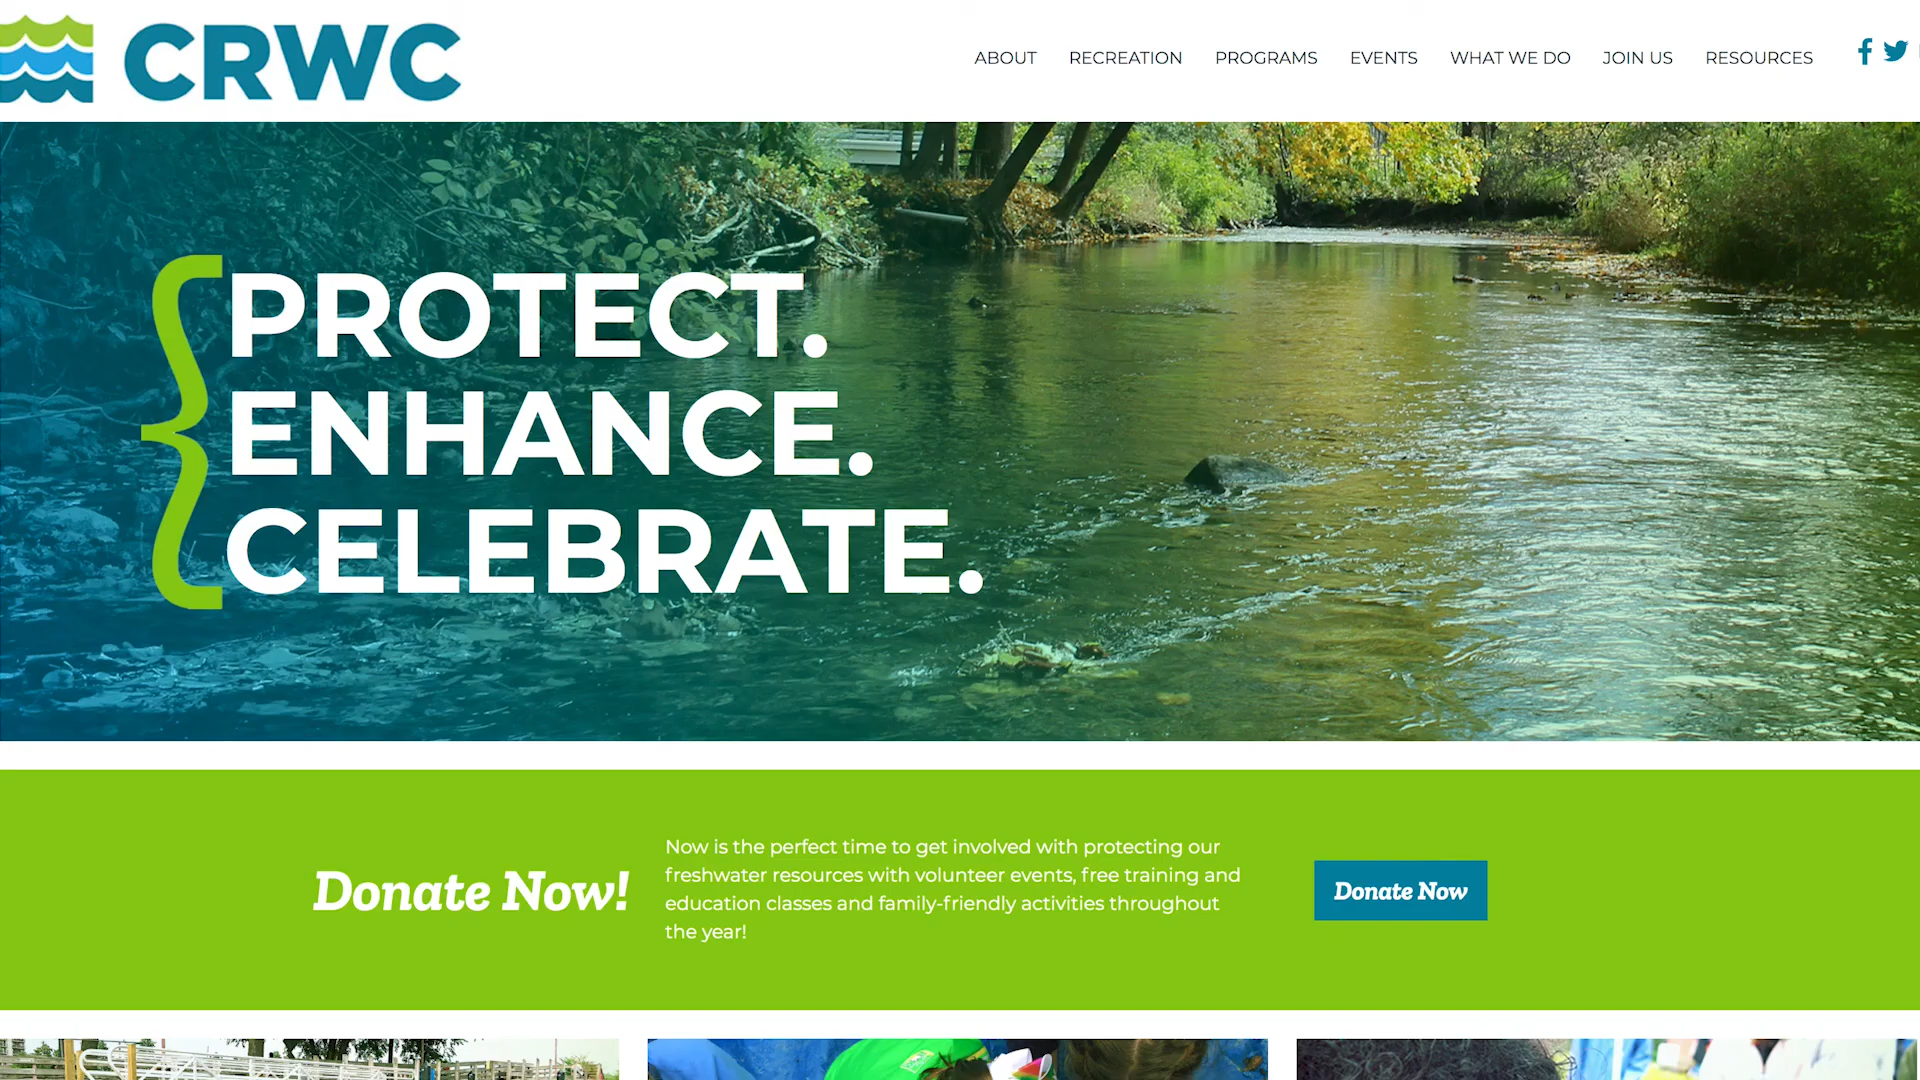 CRWC
ABOUT RECREATION PROGRAMS EVENTS WHAT WE DO JOIN US RESOURCES
PROTECT.
ENHANCE.
CELEBRATE.
Donate Now!
Now is the perfect time to get involved with protecting our
freshwater resources with volunteer events, free training and
education classes and family-friendly activities throughout
the year!
Donate Now